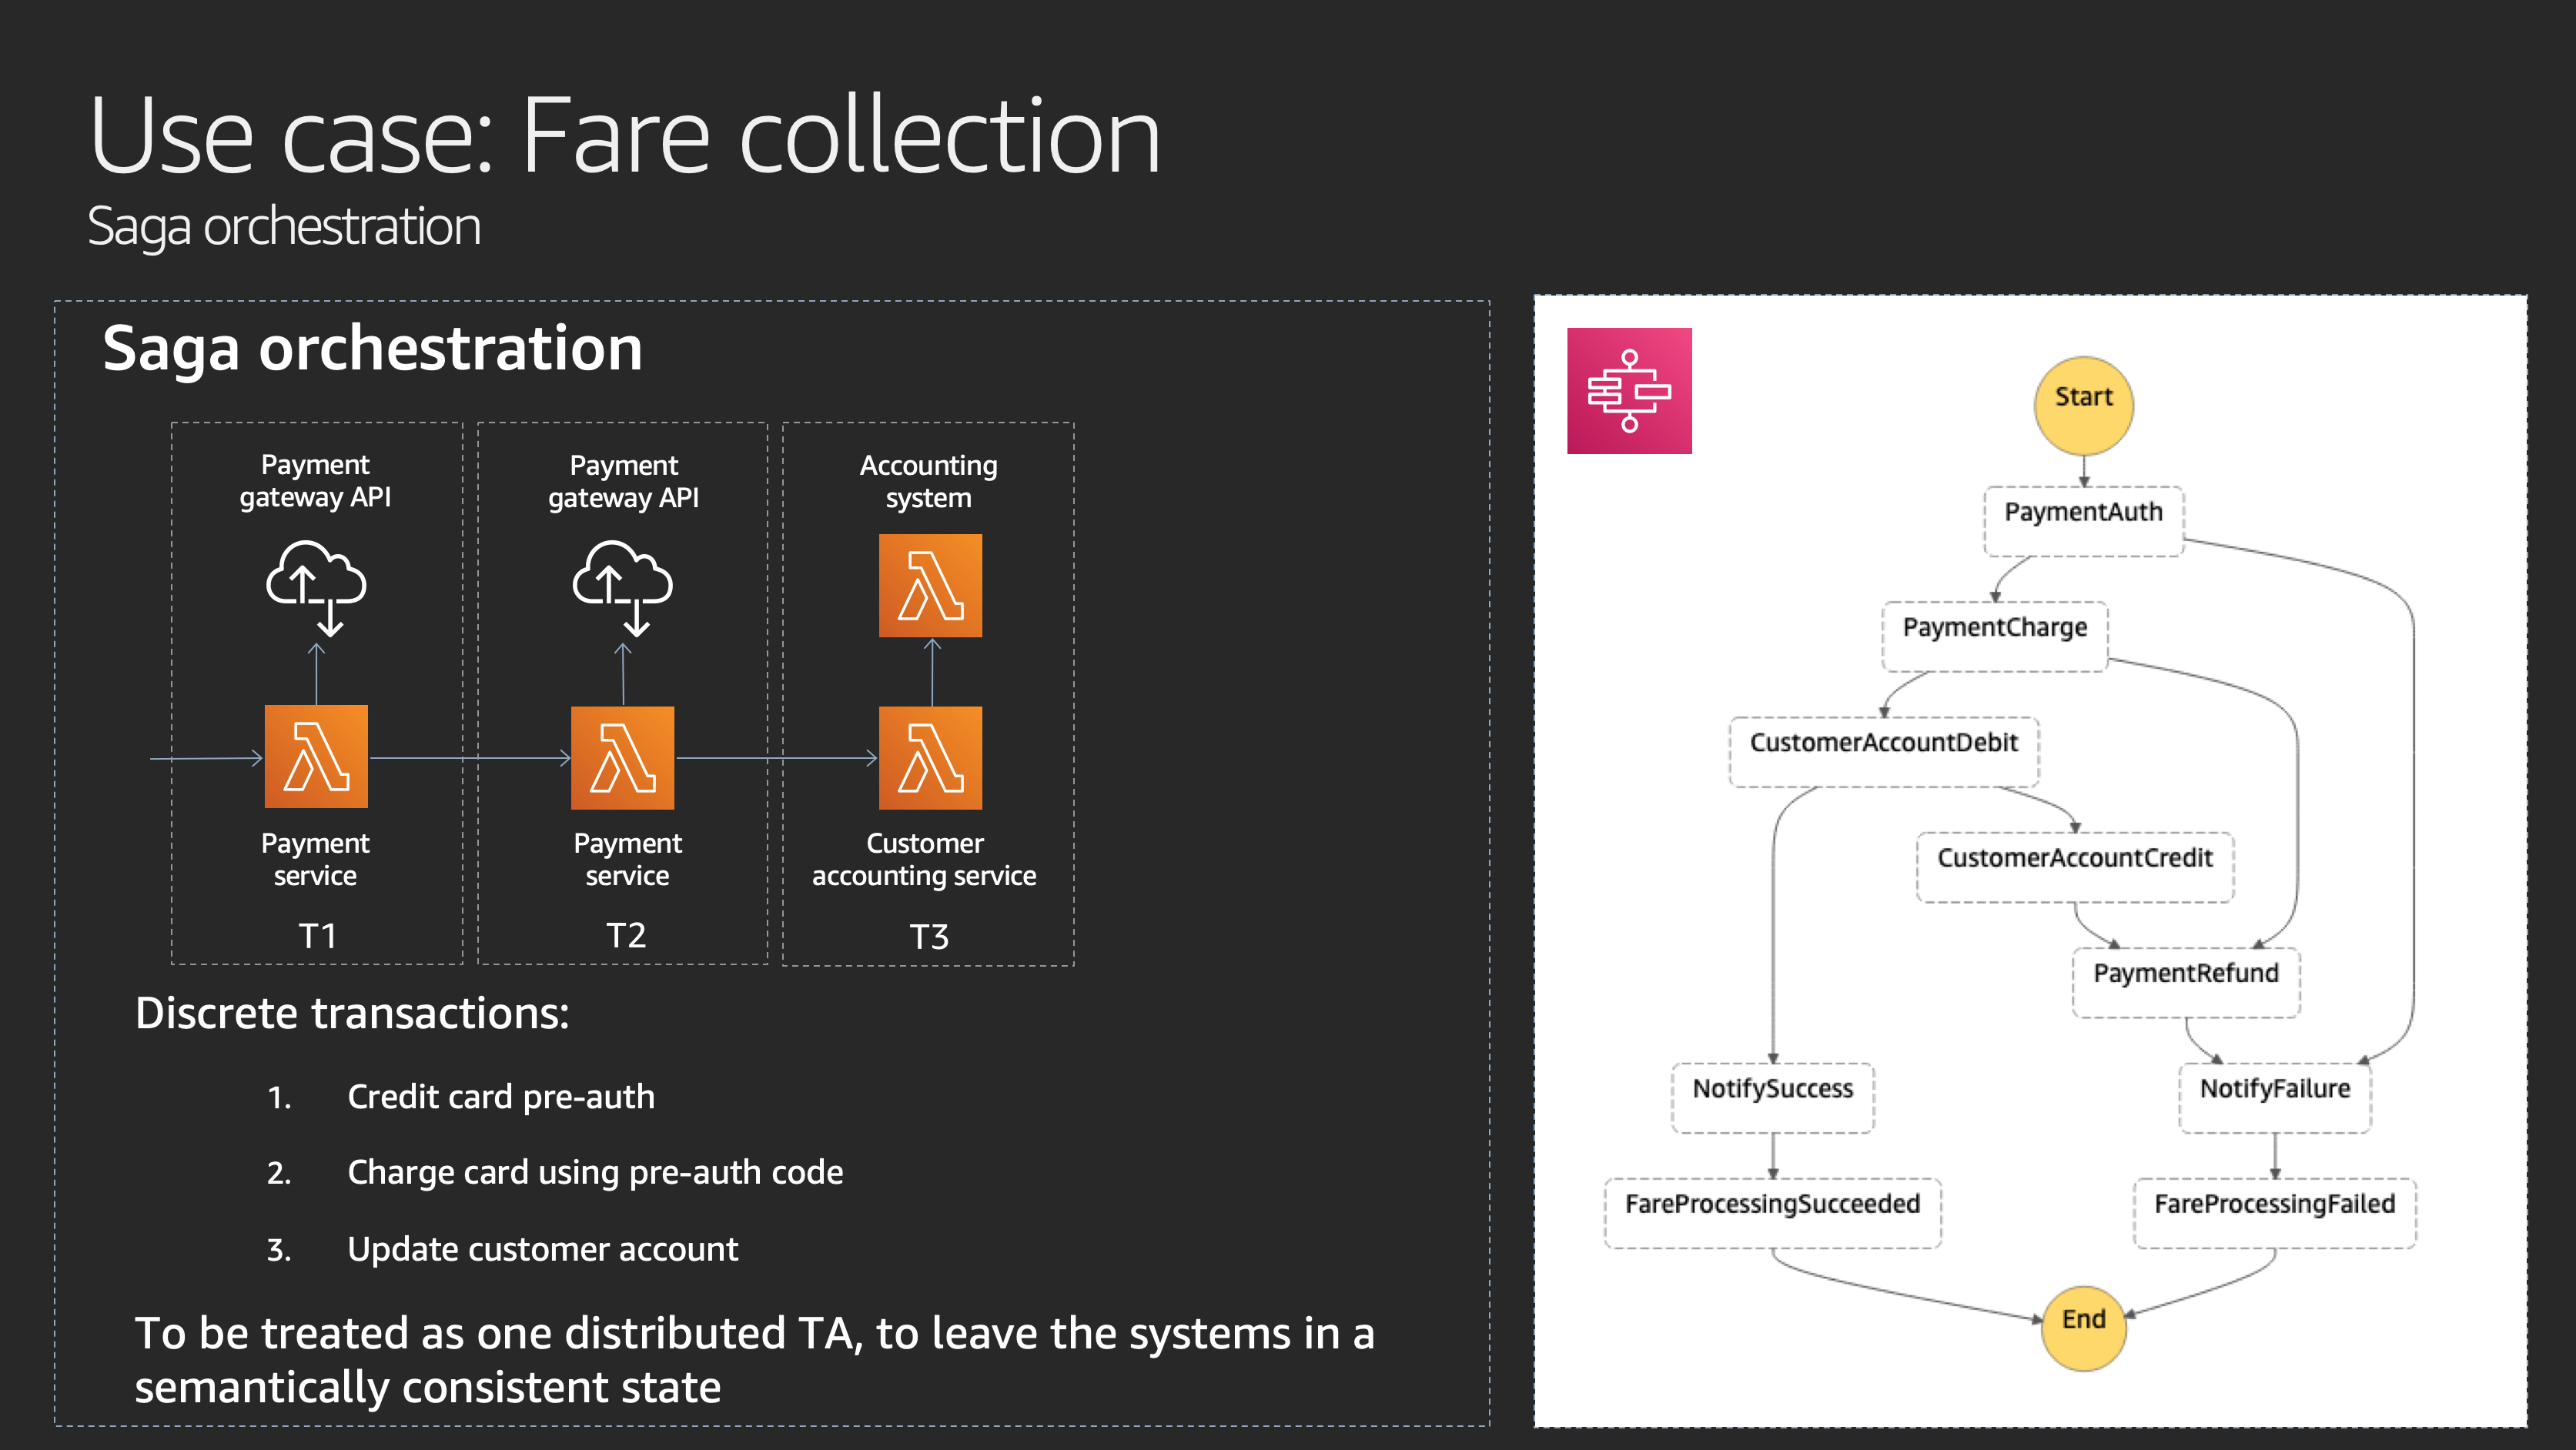 Use case: Fare collection
Saga orchestration
Saga orchestration
Payment
gateway API
Payment
gateway API
Accounting
system
Payment
service
Payment
service
Customer
accounting service
T1
T2
T3
Discrete transactions:
1. Credit card pre-auth
2. Charge card using pre-auth code
3. Update customer account
To be treated as one distributed TA, to leave the systems in a
semantically consistent state
Start
PaymentAuth
PaymentCharge
CustomerAccountDebit
CustomerAccountCredit
PaymentRefund
NotifySuccess
NotifyFailure
FareProcessingSucceeded
FareProcessingFailed
End